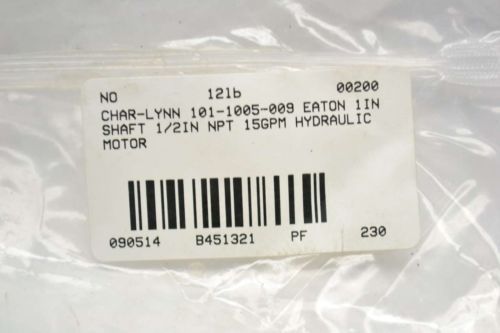 NO 12lb 00200
CHAR-LYNN 101-1005-009 EATON 1IN
SHAFT 1/2IN NPT 15GPM HYDRAULIC
MOTOR
090514 B451321 PF 230